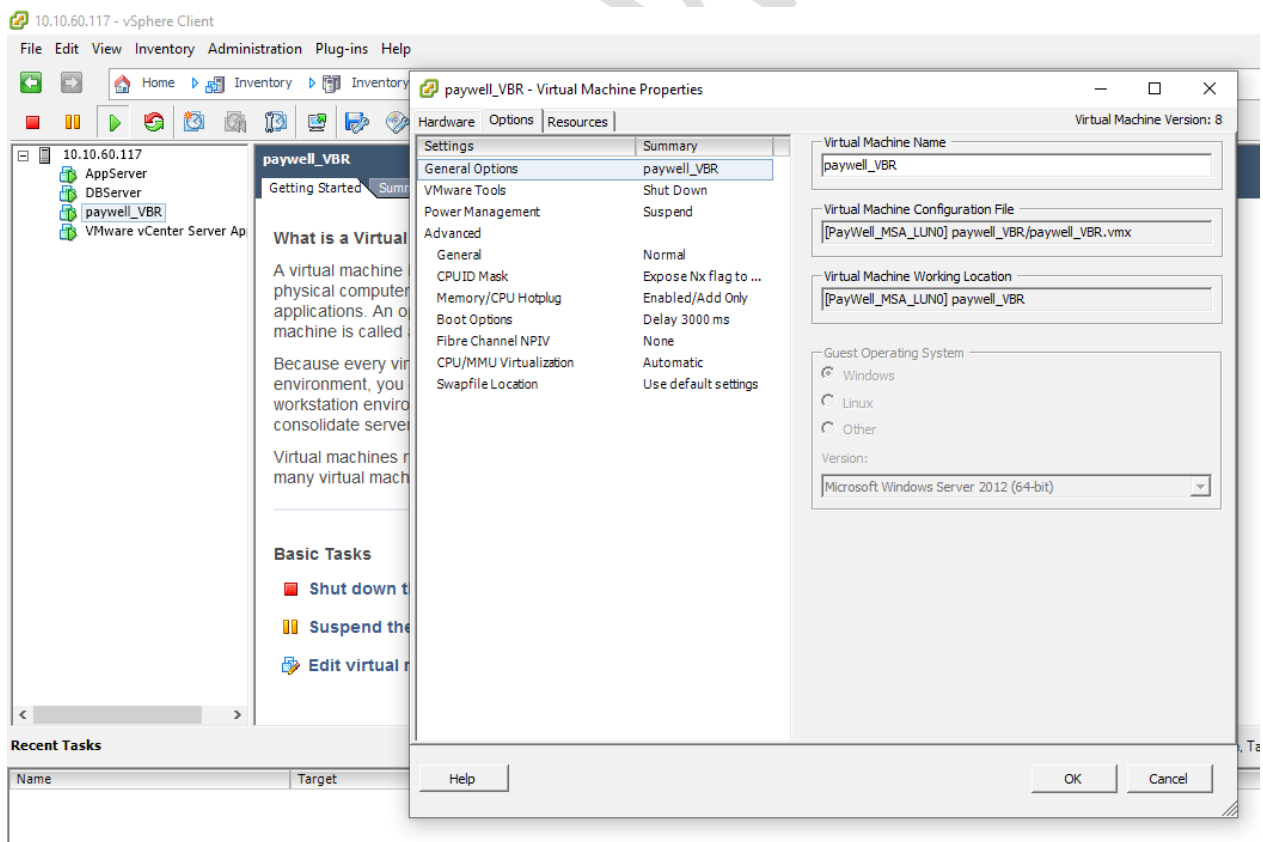 10.10.60.117 - vSphere Client
File Edit View Inventory Administration Plug-ins Help
Home Inventory Inventory
10.10.60.117
AppServer
DBServer
paywell_VBR
VMware vCenter Server Ap
paywell_VBR
Getting Started Summ
What is a Virtual
A virtual machine
physical computer
applications. An o
machine is called
Because every vir
environment, you
workstation enviro
consolidate server
Virtual machines r
many virtual mach
Basic Tasks
Shut down t
Suspend the
Edit virtual r
Recent Tasks
, Ta
Name Target
paywell_VBR - Virtual Machine Properties
Hardware Options Resources
Virtual Machine Version: 8
Settings Summary
General Options paywell_VBR
VMware Tools Shut Down
Power Management Suspend
Advanced
General Normal
CPUID Mask Expose Nx flag to ...
Memory/CPU Hotplug Enabled/Add Only
Boot Options Delay 3000 ms
Fibre Channel NPIV None
CPU/MMU Virtualization Automatic
Swapfile Location Use default settings
Virtual Machine Name
paywell_VBR
Virtual Machine Configuration File
[PayWell_MSA_LUN0] paywell_VBR/paywell_VBR.vmx
Virtual Machine Working Location
[PayWell_MSA_LUN0] paywell_VBR
Guest Operating System
Windows
Linux
Other
Version:
Microsoft Windows Server 2012 (64-bit)
Help OK Cancel